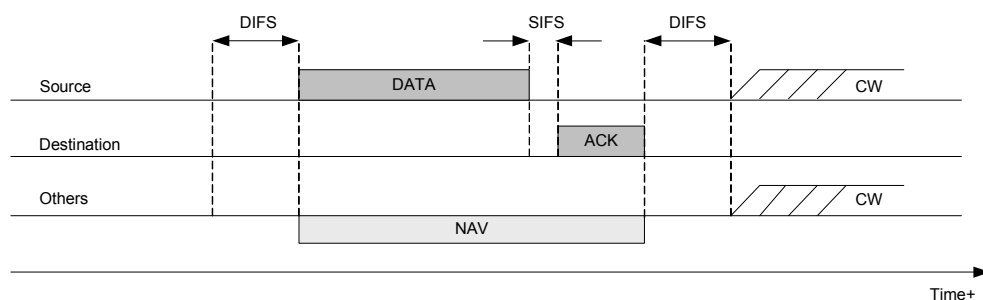 DIFS SIFS DIFS
Source DATA CW
Destination ACK
Others CW
NAV
Time+